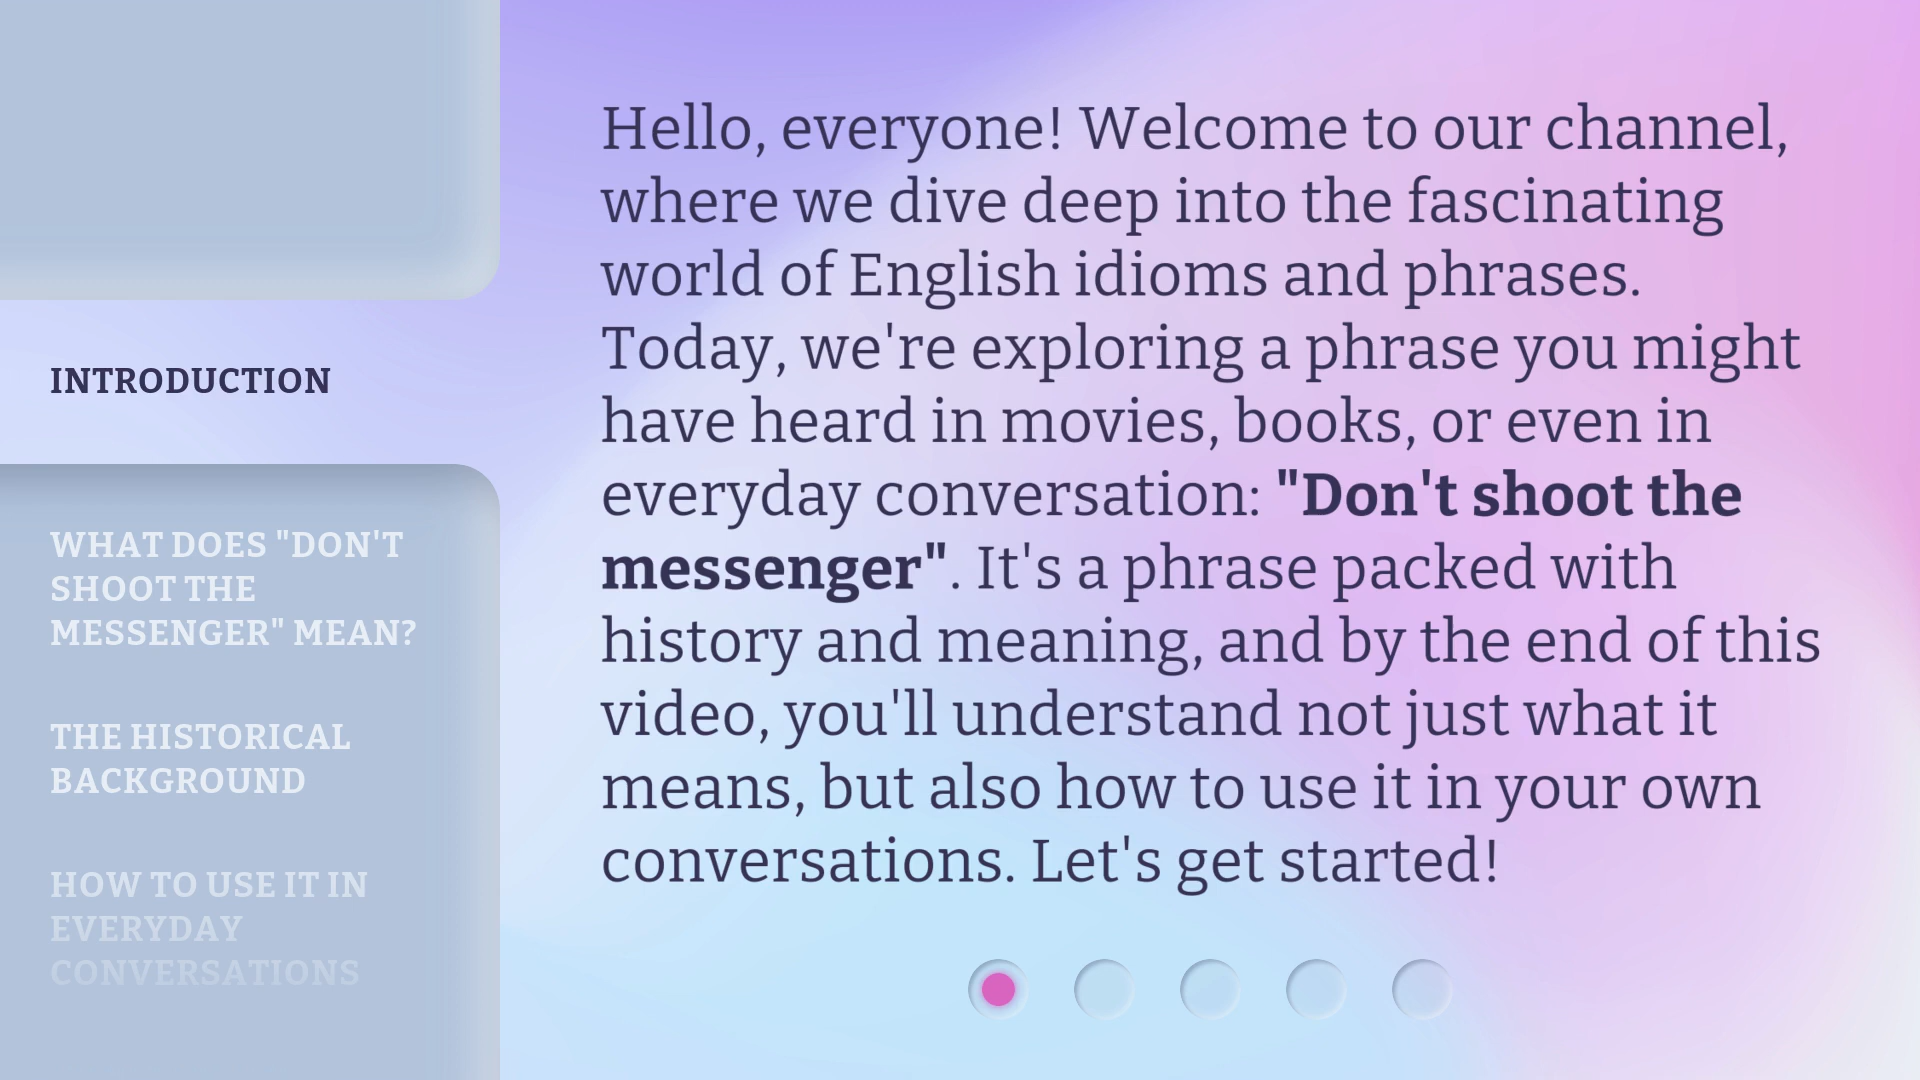 INTRODUCTION
WHAT DOES "DON'T
SHOOT THE
MESSENGER" MEAN?
THE HISTORICAL
BACKGROUND
HOW TO USE IT IN
EVERYDAY
CONVERSATIONS
Hello, everyone! Welcome to our channel,
where we dive deep into the fascinating
world of English idioms and phrases.
Today, we're exploring a phrase you might
have heard in movies, books, or even in
everyday conversation: "Don't shoot the
messenger". It's a phrase packed with
history and meaning, and by the end of this
video, you'll understand not just what it
means, but also how to use it in your own
conversations. Let's get started!